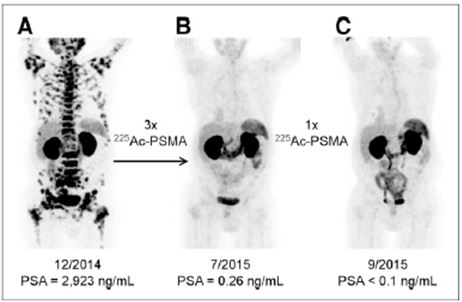 A
B
C
3x
²²⁵Ac-PSMA
1x
²²⁵Ac-PSMA
12/2014
PSA = 2,923 ng/mL
7/2015
PSA = 0.26 ng/mL
9/2015
PSA < 0.1 ng/mL